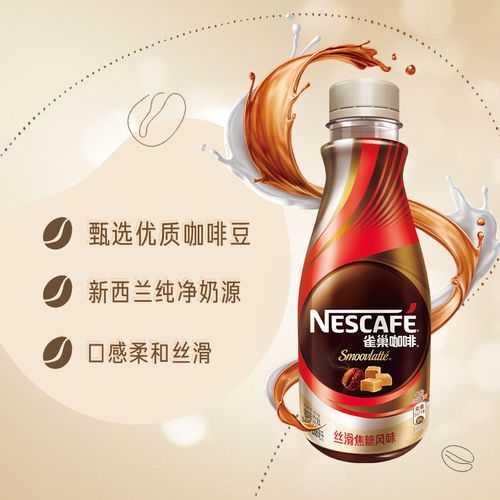 甄选优质咖啡豆
新西兰纯净奶源
口感柔和丝滑
NESCAFÉ
雀巢咖啡
Smoovlatté
丝滑焦糖风味